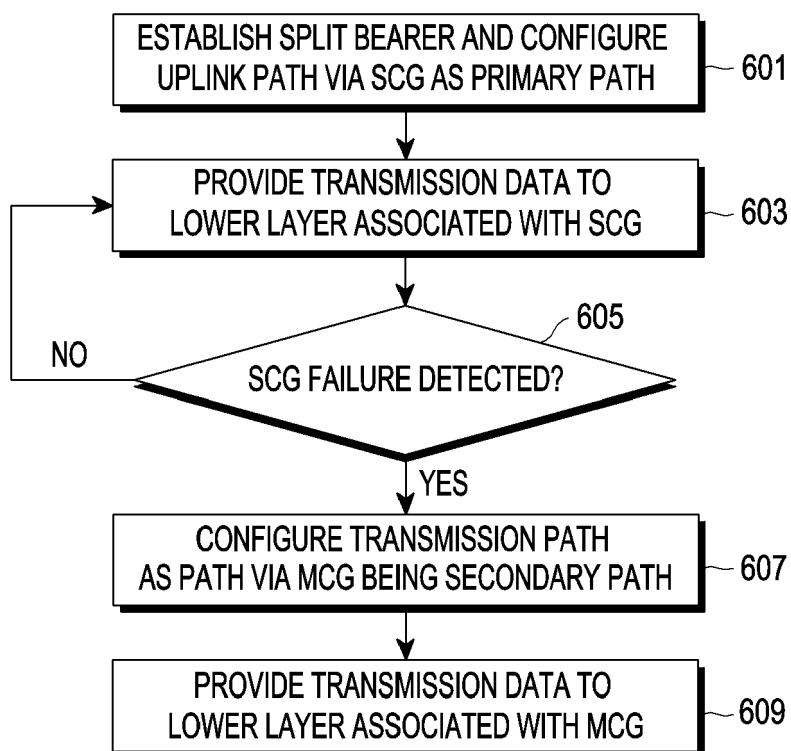 ESTABLISH SPLIT BEARER AND CONFIGURE
UPLINK PATH VIA SCG AS PRIMARY PATH
601
PROVIDE TRANSMISSION DATA TO
LOWER LAYER ASSOCIATED WITH SCG
603
605
NO
SCG FAILURE DETECTED?
YES
CONFIGURE TRANSMISSION PATH
AS PATH VIA MCG BEING SECONDARY PATH
607
PROVIDE TRANSMISSION DATA TO
LOWER LAYER ASSOCIATED WITH MCG
609